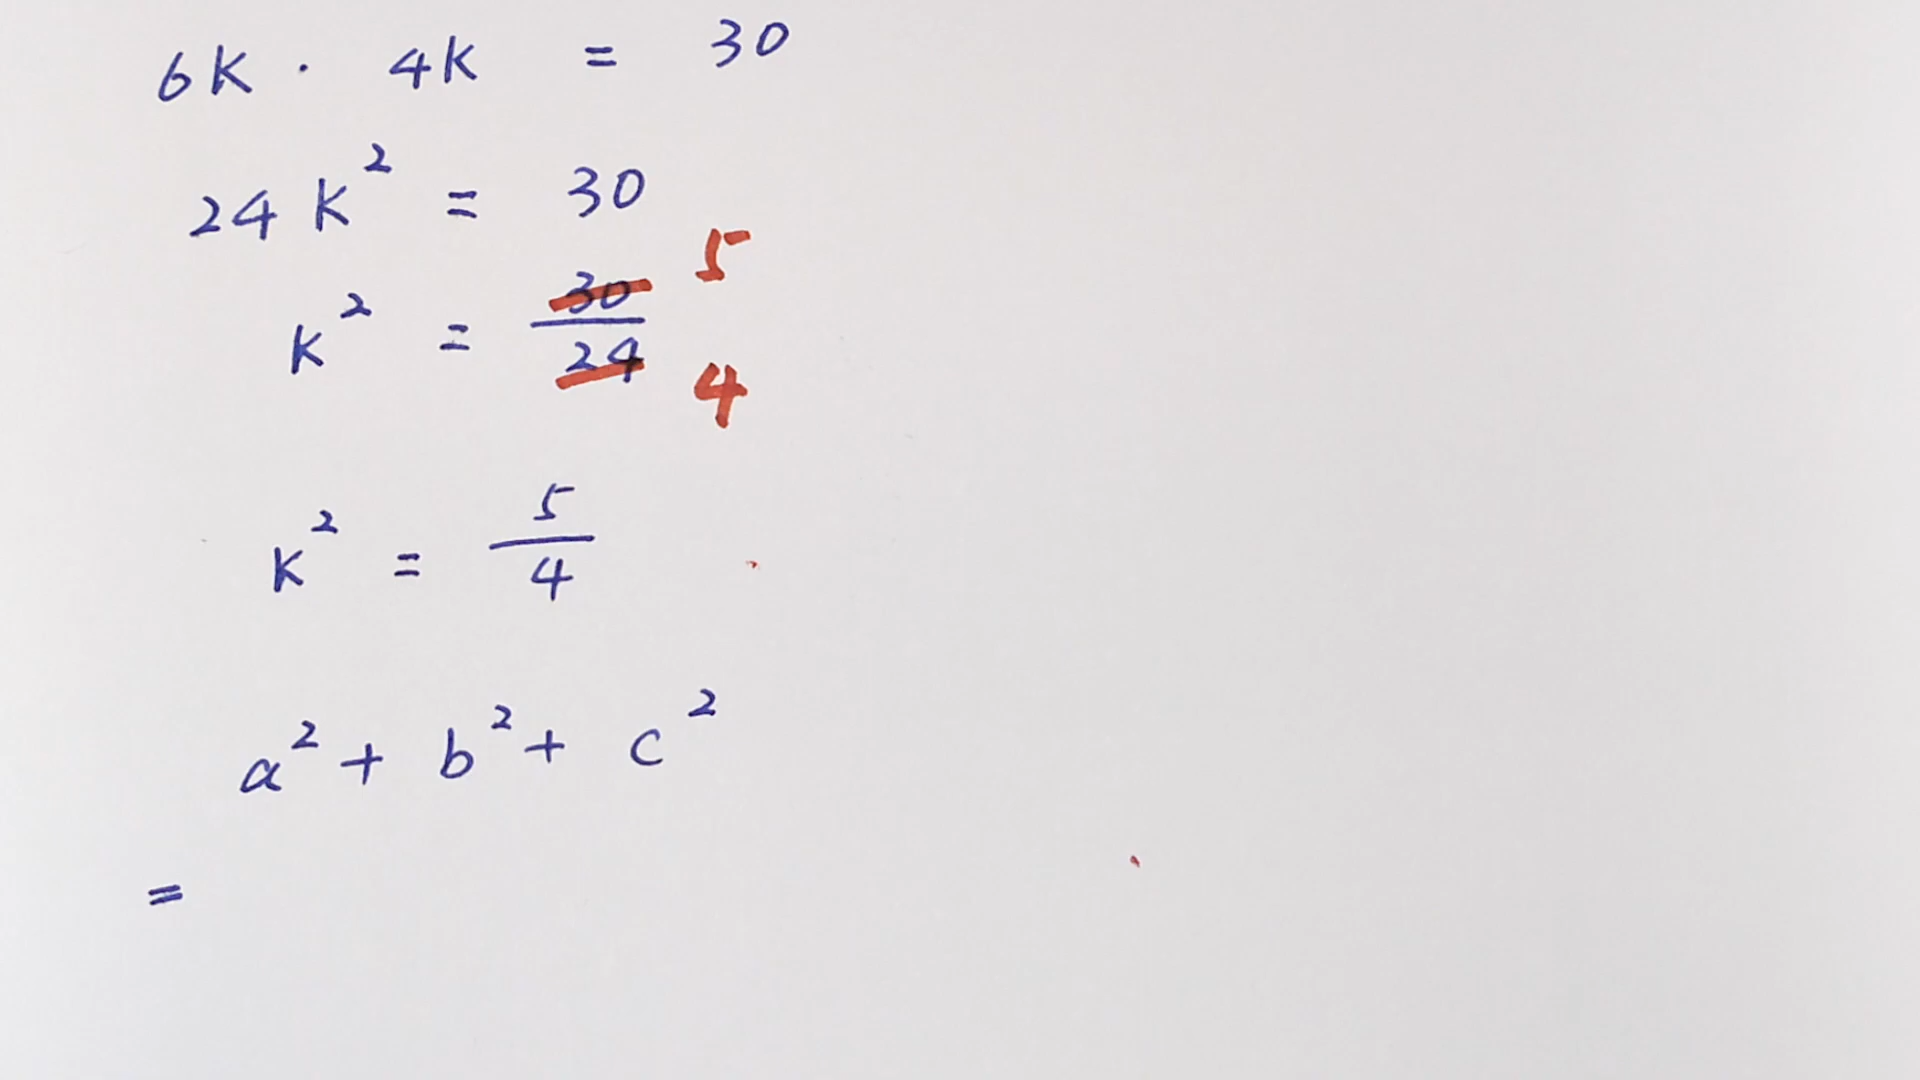 6K · 4K = 30
24 K² = 30
K² = 30/24 5 4
K² = 5/4
a² + b² + c²
=